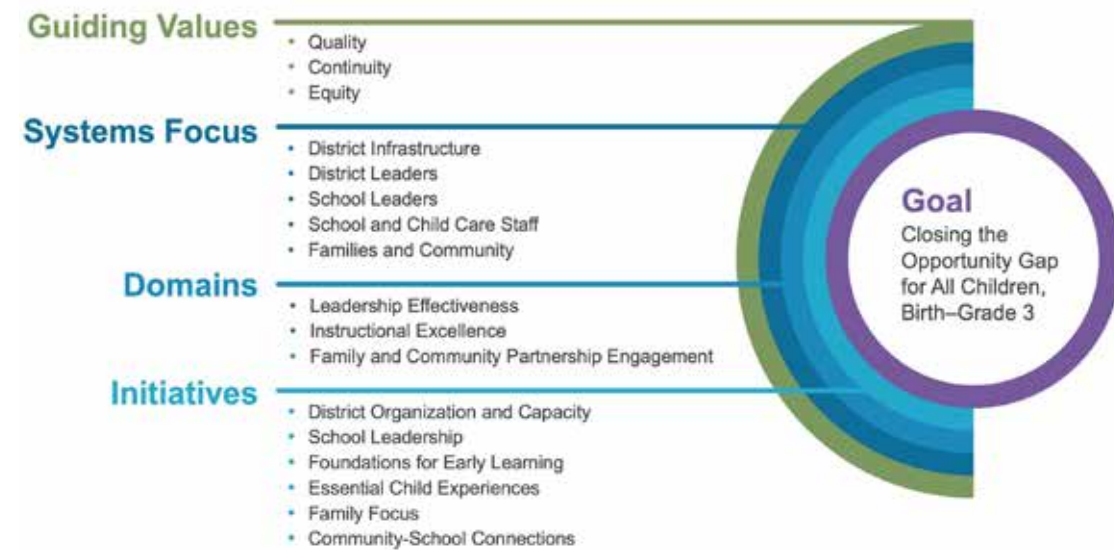 Guiding Values
• Quality
• Continuity
• Equity
Systems Focus
• District Infrastructure
• District Leaders
• School Leaders
• School and Child Care Staff
• Families and Community
Domains
• Leadership Effectiveness
• Instructional Excellence
• Family and Community Partnership Engagement
Initiatives
• District Organization and Capacity
• School Leadership
• Foundations for Early Learning
• Essential Child Experiences
• Family Focus
• Community-School Connections
Goal
Closing the
Opportunity Gap
for All Children,
Birth–Grade 3